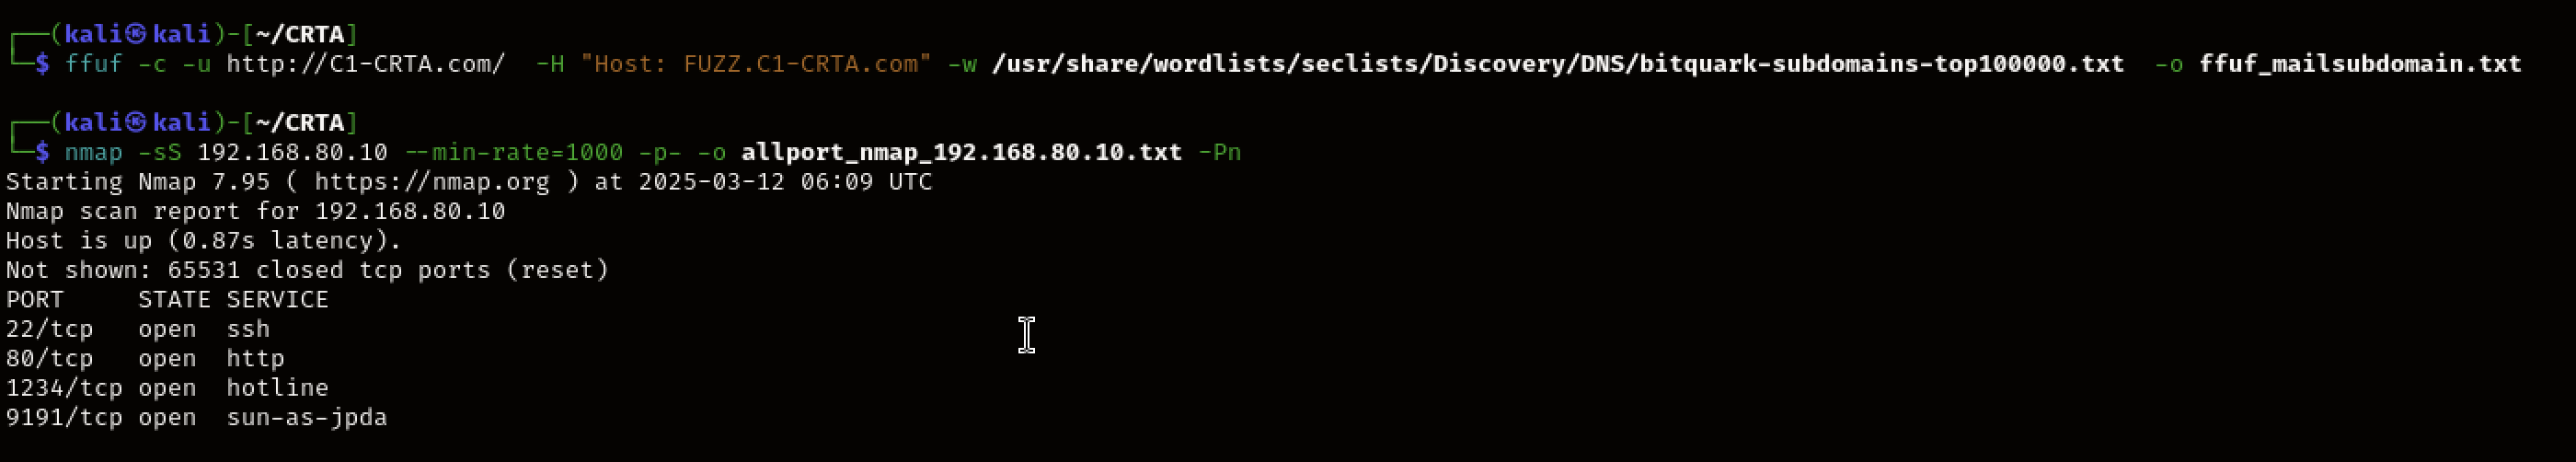 ┌──(kali㉿kali)-[~/CRTA]
└─$ ffuf -c -u http://C1-CRTA.com/  -H "Host: FUZZ.C1-CRTA.com" -w /usr/share/wordlists/seclists/Discovery/DNS/bitquark-subdomains-top100000.txt  -o ffuf_mailsubdomain.txt
┌──(kali㉿kali)-[~/CRTA]
└─$ nmap -sS 192.168.80.10 --min-rate=1000 -p- -o allport_nmap_192.168.80.10.txt -Pn
Starting Nmap 7.95 ( https://nmap.org ) at 2025-03-12 06:09 UTC
Nmap scan report for 192.168.80.10
Host is up (0.87s latency).
Not shown: 65531 closed tcp ports (reset)
PORT     STATE SERVICE
22/tcp   open  ssh
80/tcp   open  http
1234/tcp open  hotline
9191/tcp open  sun-as-jpda